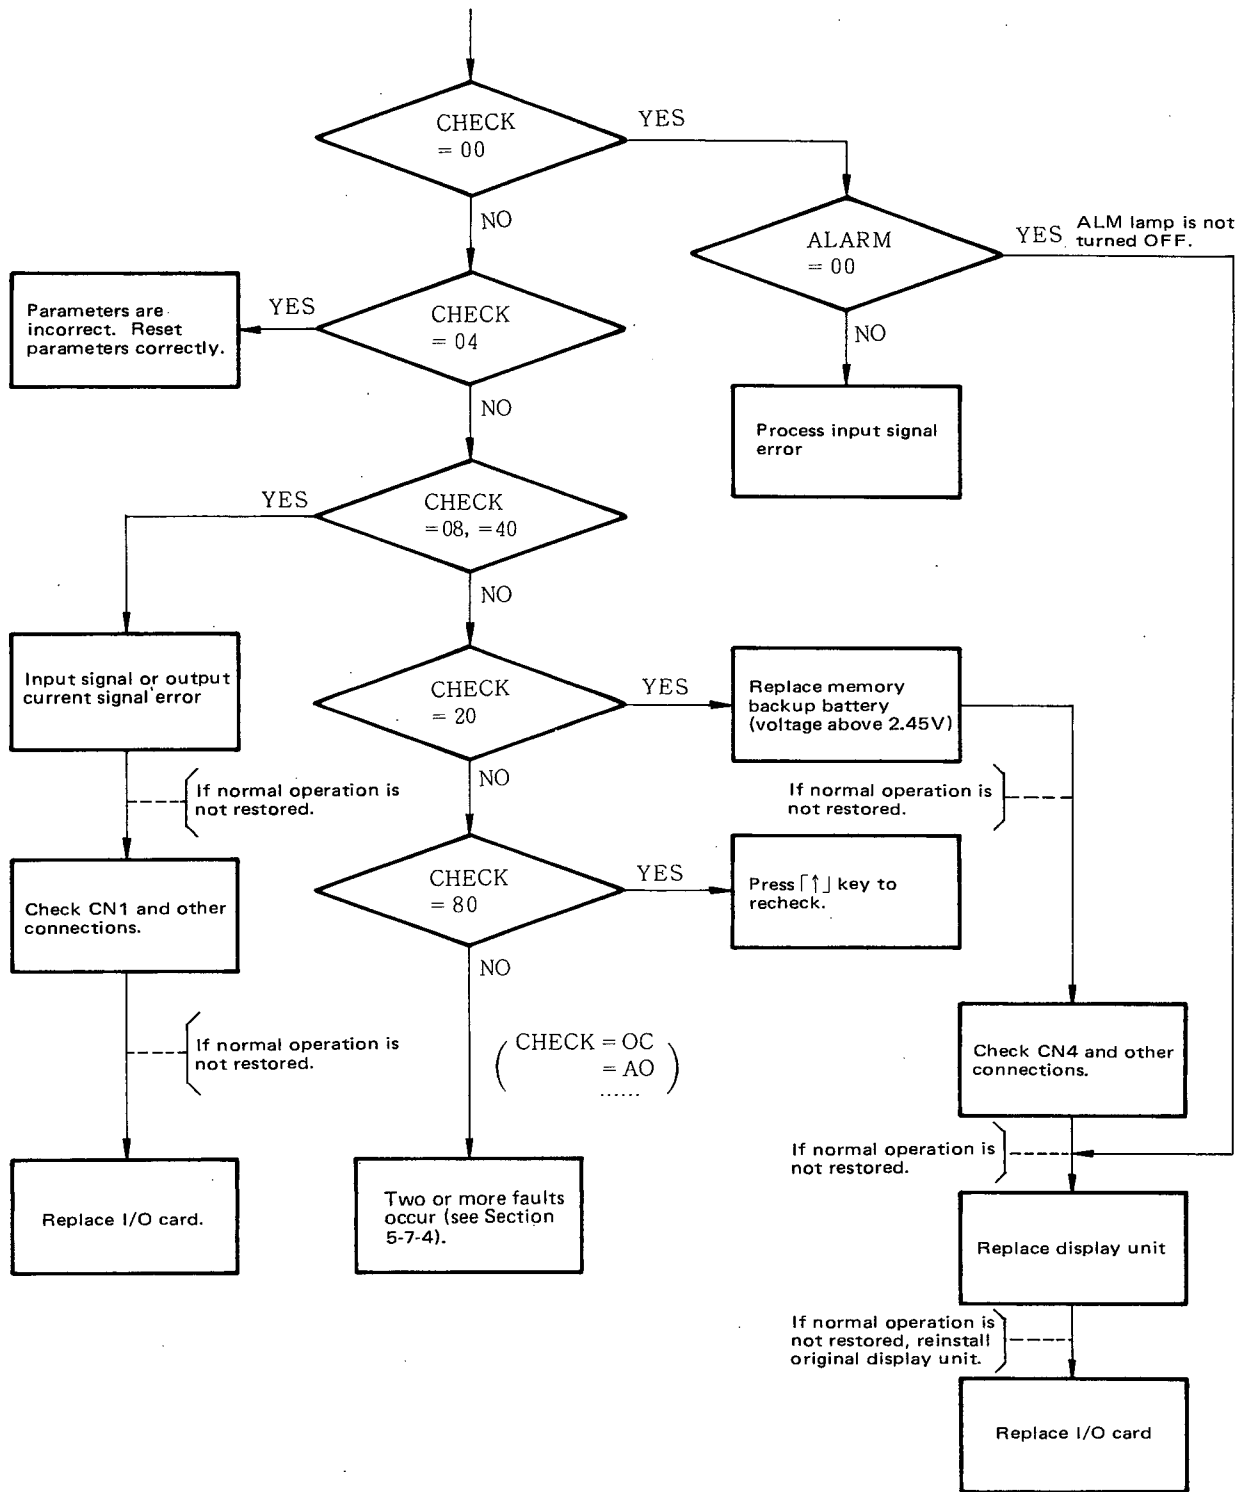 CHECK
= 00
YES
NO
ALARM
= 00
YES
ALM lamp is not
turned OFF.
NO
Process input signal
error
CHECK
= 04
YES
Parameters are
incorrect. Reset
parameters correctly.
NO
CHECK
=08, =40
YES
Input signal or output
current signal error
If normal operation is
not restored.
Check CN1 and other
connections.
If normal operation is
not restored.
Replace I/O card.
NO
CHECK
= 20
YES
Replace memory
backup battery
(voltage above 2.45V)
If normal operation is
not restored.
NO
CHECK
= 80
YES
Press「↑」key to
recheck.
NO
( CHECK = OC
= AO )
......
Two or more faults
occur (see Section
5-7-4).
Check CN4 and other
connections.
If normal operation is
not restored.
Replace display unit
If normal operation is
not restored, reinstall
original display unit.
Replace I/O card